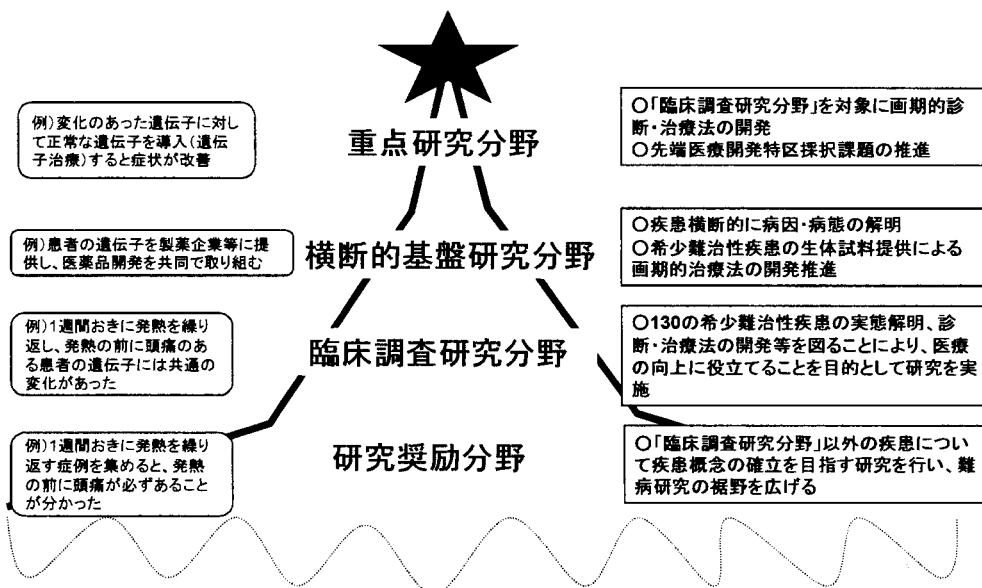 例）変化のあった遺伝子に対し
て正常な遺伝子を導入（遺伝
子治療）すると症状が改善
重点研究分野
○「臨床調査研究分野」を対象に画期的診
断・治療法の開発
○先端医療開発特区採択課題の推進
例）患者の遺伝子を製薬企業等に提
供し、医薬品開発を共同で取り組む
横断的基盤研究分野
○疾患横断的に病因・病態の解明
○希少難治性疾患の生体試料提供による
画期的治療法の開発推進
例）1週間おきに発熱を繰り
返し、発熱の前に頭痛のあ
る患者の遺伝子には共通の
変化があった
臨床調査研究分野
○130の希少難治性疾患の実態解明、診
断・治療法の開発等を図ることにより、医療
の向上に役立てることを目的として研究を実
施
例）1週間おきに発熱を繰り
返す症例を集めると、発熱
の前に頭痛が必ずあること
が分かった
研究奨励分野
○「臨床調査研究分野」以外の疾患につい
て疾患概念の確立を目指す研究を行い、難
病研究の裾野を広げる